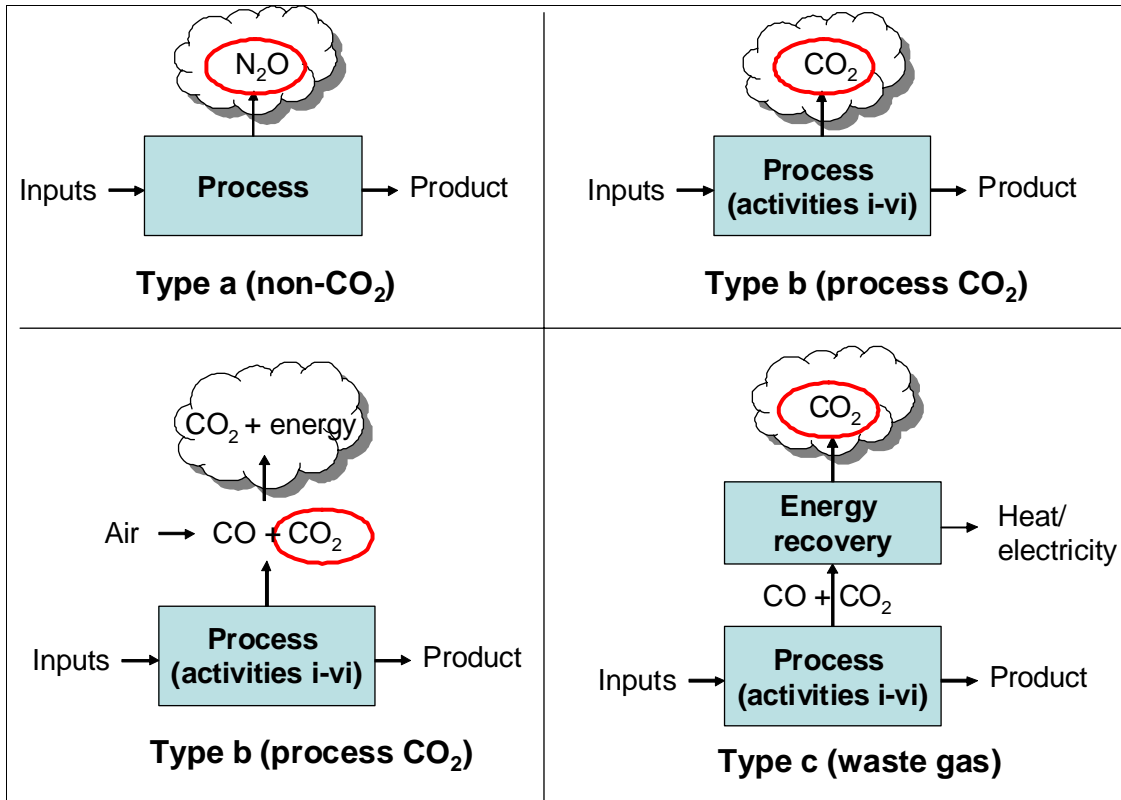 N₂O
Inputs
Process
Product
Type a (non-CO₂)
CO₂
Inputs
Process
(activities i-vi)
Product
Type b (process CO₂)
CO₂ + energy
Air
CO + CO₂
Inputs
Process
(activities i-vi)
Product
Type b (process CO₂)
CO₂
Energy
recovery
Heat/
electricity
CO + CO₂
Inputs
Process
(activities i-vi)
Product
Type c (waste gas)